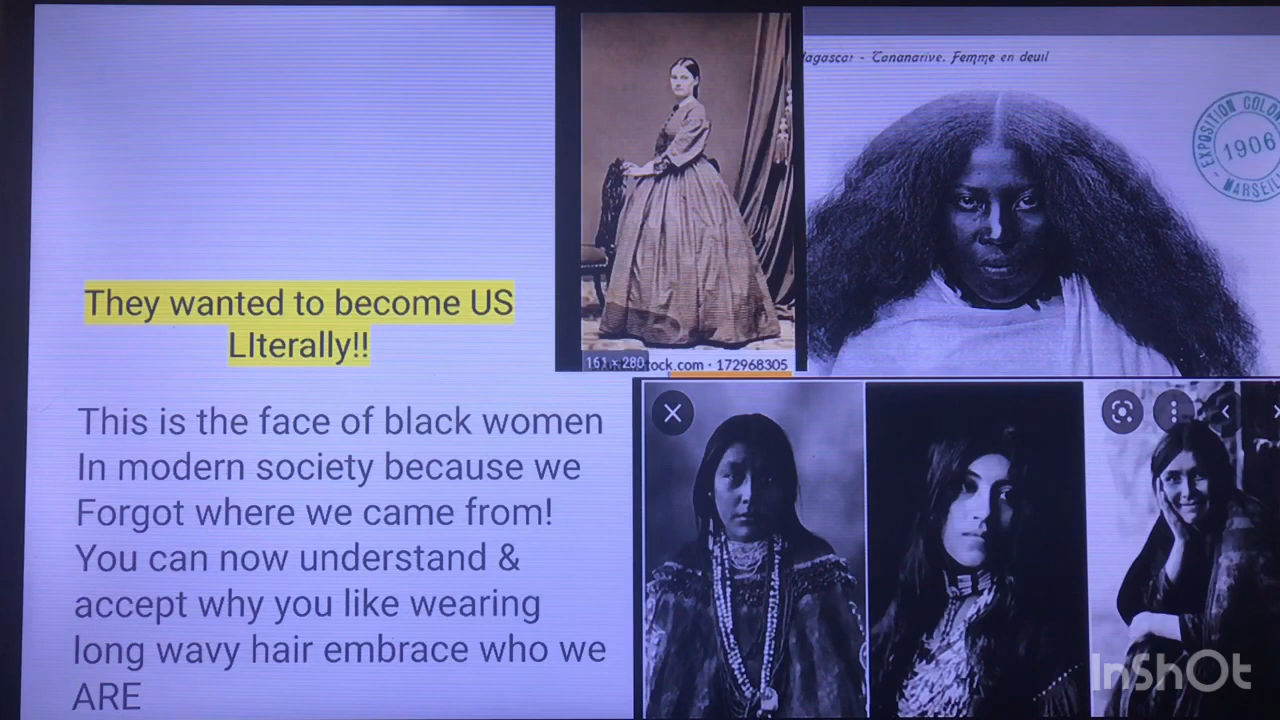 They wanted to become US
LIterally!!
This is the face of black women
In modern society because we
Forgot where we came from!
You can now understand &
accept why you like wearing
long wavy hair embrace who we
ARE
161 x 280
tock.com · 172968305
agascar - Tananarive. Femme en deuil
EXPOSITION COLO
1906
MARSEIL
InShOt